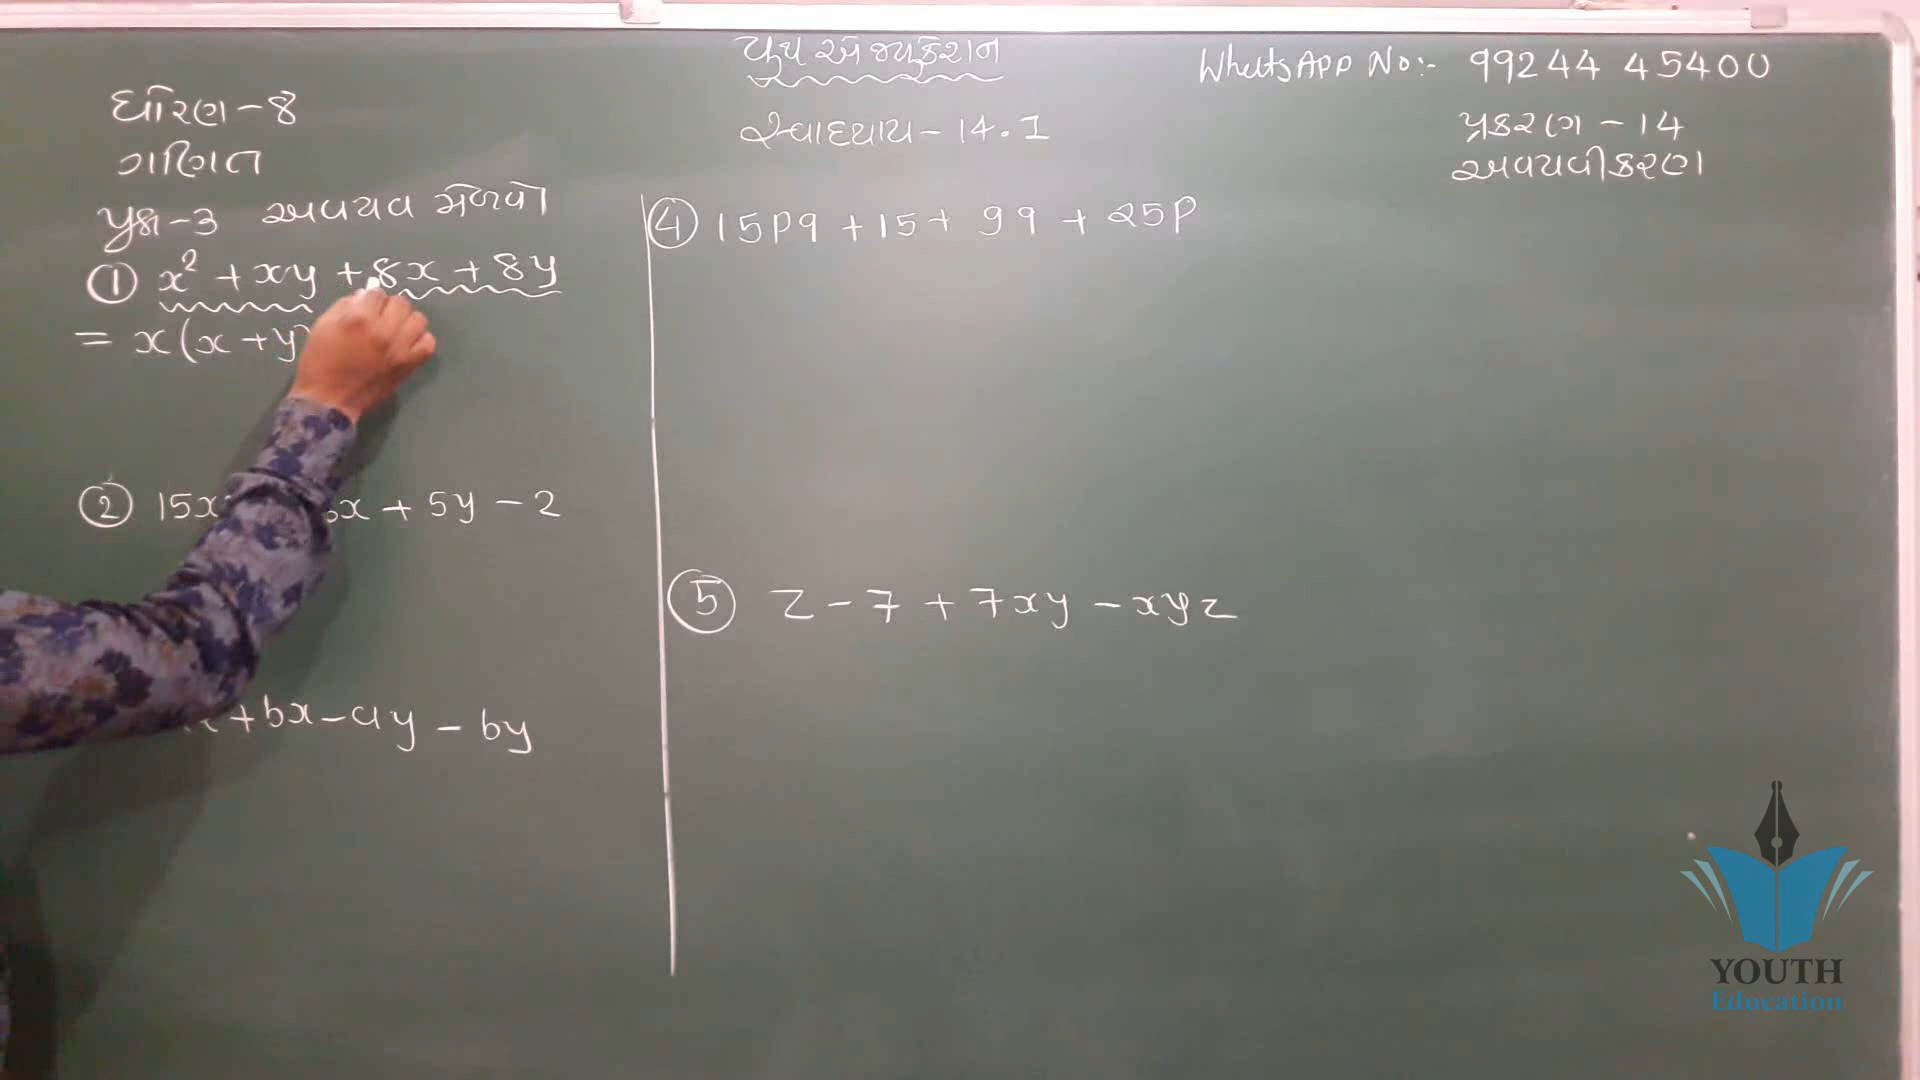 યુથ એજ્યુકેશન
WhatsApp No:- 99244 45400
ધોરણ-8
સ્વાધ્યાય-14.1
પ્રકરણ-14
ગણિત
અવયવીકરણ
પ્રશ્ન-3 અવયવ મેળવો
① x² + xy + 8x + 8y
= x(x + y)
② 15x + 5y - 2
+ bx - ay - by
④ 15pq + 15 + 9q + 25p
⑤ z - 7 + 7xy - xyz
YOUTH
Education